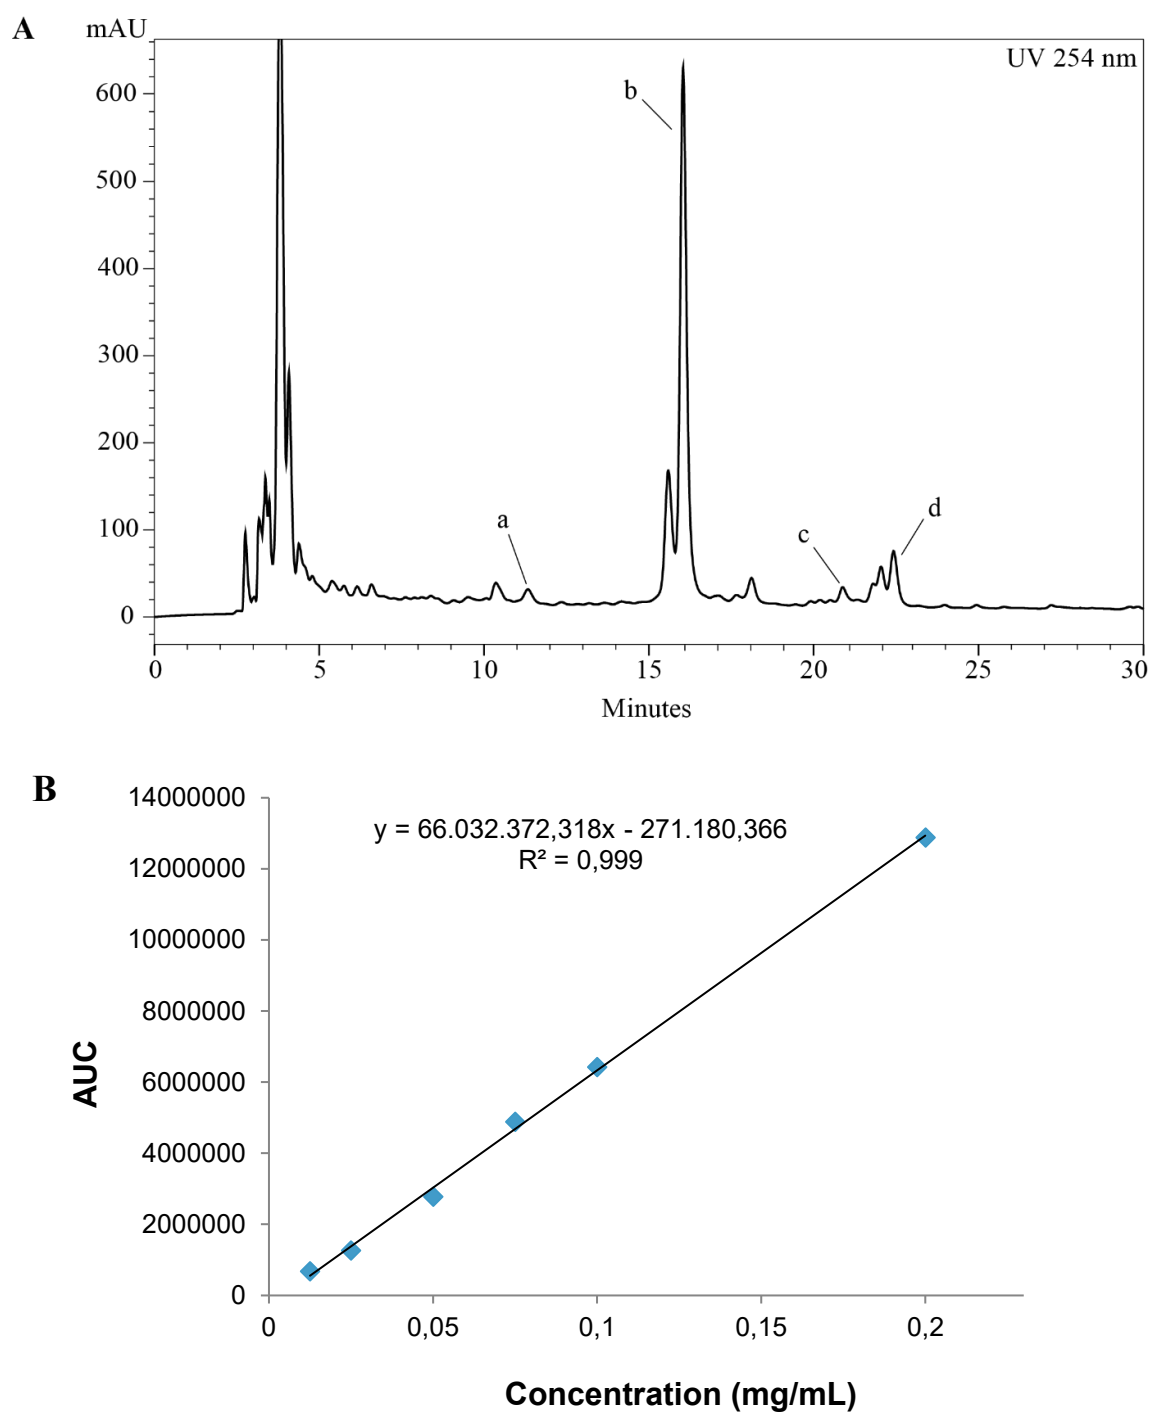 A
mAU
UV 254 nm
600
500
400
300
200
100
0
b
a
c
d
0 5 10 15 20 25 30
Minutes
B
14000000
12000000
10000000
8000000
6000000
4000000
2000000
0
y = 66.032.372,318x - 271.180,366
R² = 0,999
AUC
0 0,05 0,1 0,15 0,2
Concentration (mg/mL)